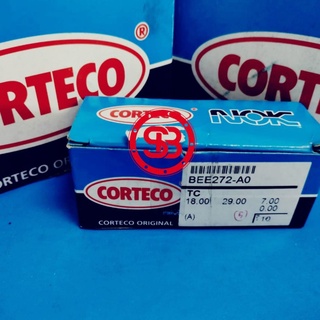 ®
CORTECO
CORTECO
CORTECO ORIGINAL
NOK
SB
BEE272-A0
TC
18.00 29.00 7.00
0.00
(A) (5) 10
CORTECO
CORTECO ORIGINAL